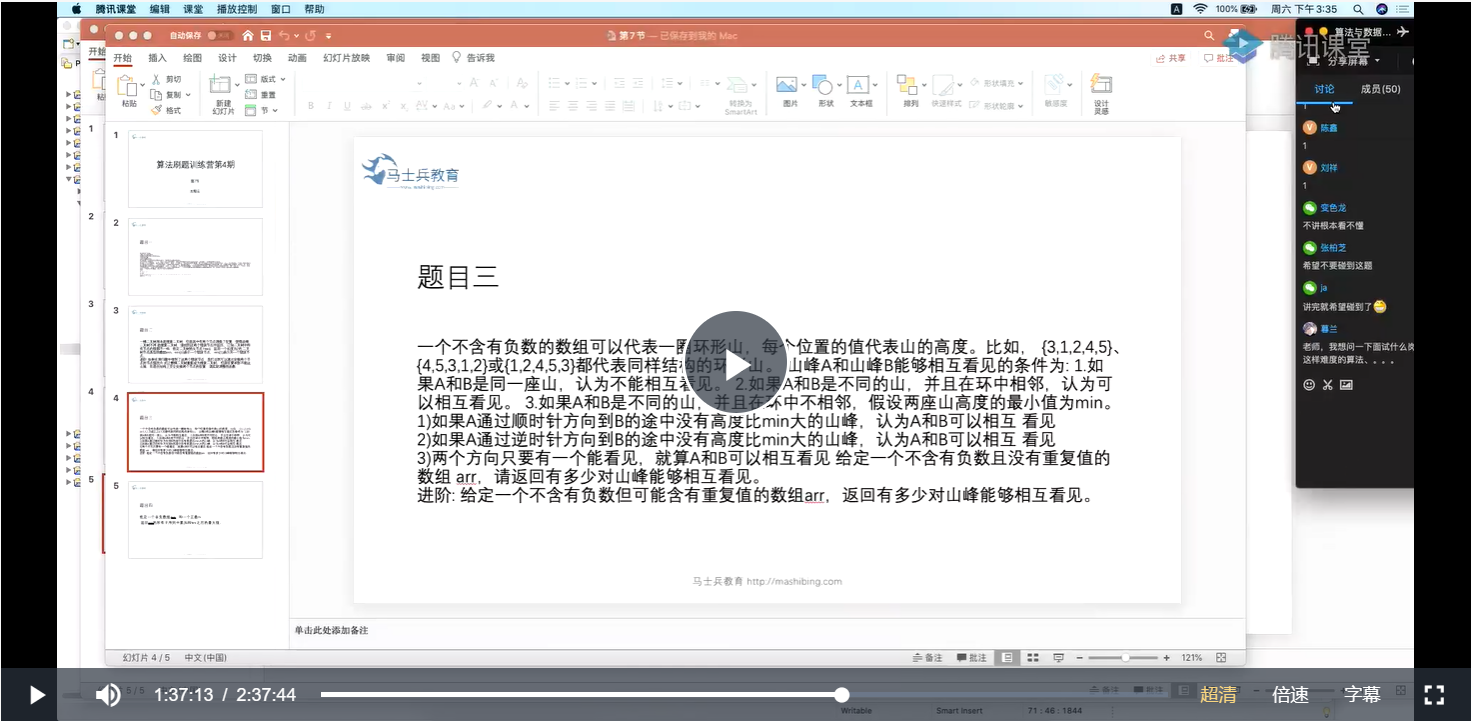 腾讯课堂 编辑 课堂 播放控制 窗口 帮助
A 100% 周六 下午3:35
自动保存
第7节 — 已保存到我的 Mac
算法与数据...
腾讯课堂
分享屏幕
开始 插入 绘图 设计 切换 动画 幻灯片放映 审阅 视图 告诉我
共享 批注
粘贴
剪切
复制
格式
新建
幻灯片
版式
重置
节
转换为
SmartArt
图片
形状
文本框
排列
快速样式
形状填充
形状轮廓
敏感度
设计
灵感
讨论 成员(50)
1
陈鑫
1
刘祥
1
变色龙
不讲根本看不懂
张柏芝
希望不要碰到这题
ja
讲完就希望碰到了
暮兰
老师，我想问一下面试什么岗
这样难度的算法、。。。
1
算法刷题训练营第4期
2
3
4
5
马士兵教育
题目三
一个不含有负数的数组可以代表一圈环形山，每个位置的值代表山的高度。比如， {3,1,2,4,5}、
{4,5,3,1,2}或{1,2,4,5,3}都代表同样结构的环形山。 山峰A和山峰B能够相互看见的条件为: 1.如
果A和B是同一座山，认为不能相互看见。 2.如果A和B是不同的山，并且在环中相邻，认为可
以相互看见。 3.如果A和B是不同的山，并且在环中不相邻，假设两座山高度的最小值为min。
1)如果A通过顺时针方向到B的途中没有高度比min大的山峰，认为A和B可以相互 看见
2)如果A通过逆时针方向到B的途中没有高度比min大的山峰，认为A和B可以相互 看见
3)两个方向只要有一个能看见，就算A和B可以相互看见 给定一个不含有负数且没有重复值的
数组 arr，请返回有多少对山峰能够相互看见。
进阶: 给定一个不含有负数但可能含有重复值的数组arr，返回有多少对山峰能够相互看见。
马士兵教育 http://mashibing.com
单击此处添加备注
幻灯片 4 / 5 中文(中国)
备注 批注 121%
1:37:13 / 2:37:44
超清 倍速 字幕
Writable Smart Insert 71 : 46 : 1844